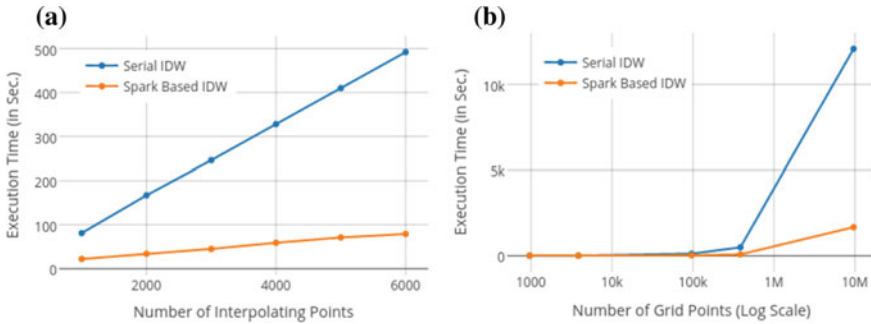 (a)
500
400
300
200
100
0
2000
4000
6000
Execution Time (in Sec.)
Number of Interpolating Points
Serial IDW
Spark Based IDW
(b)
10k
5k
0
1000
10k
100k
1M
10M
Execution Time (in Sec.)
Number of Grid Points (Log Scale)
Serial IDW
Spark Based IDW